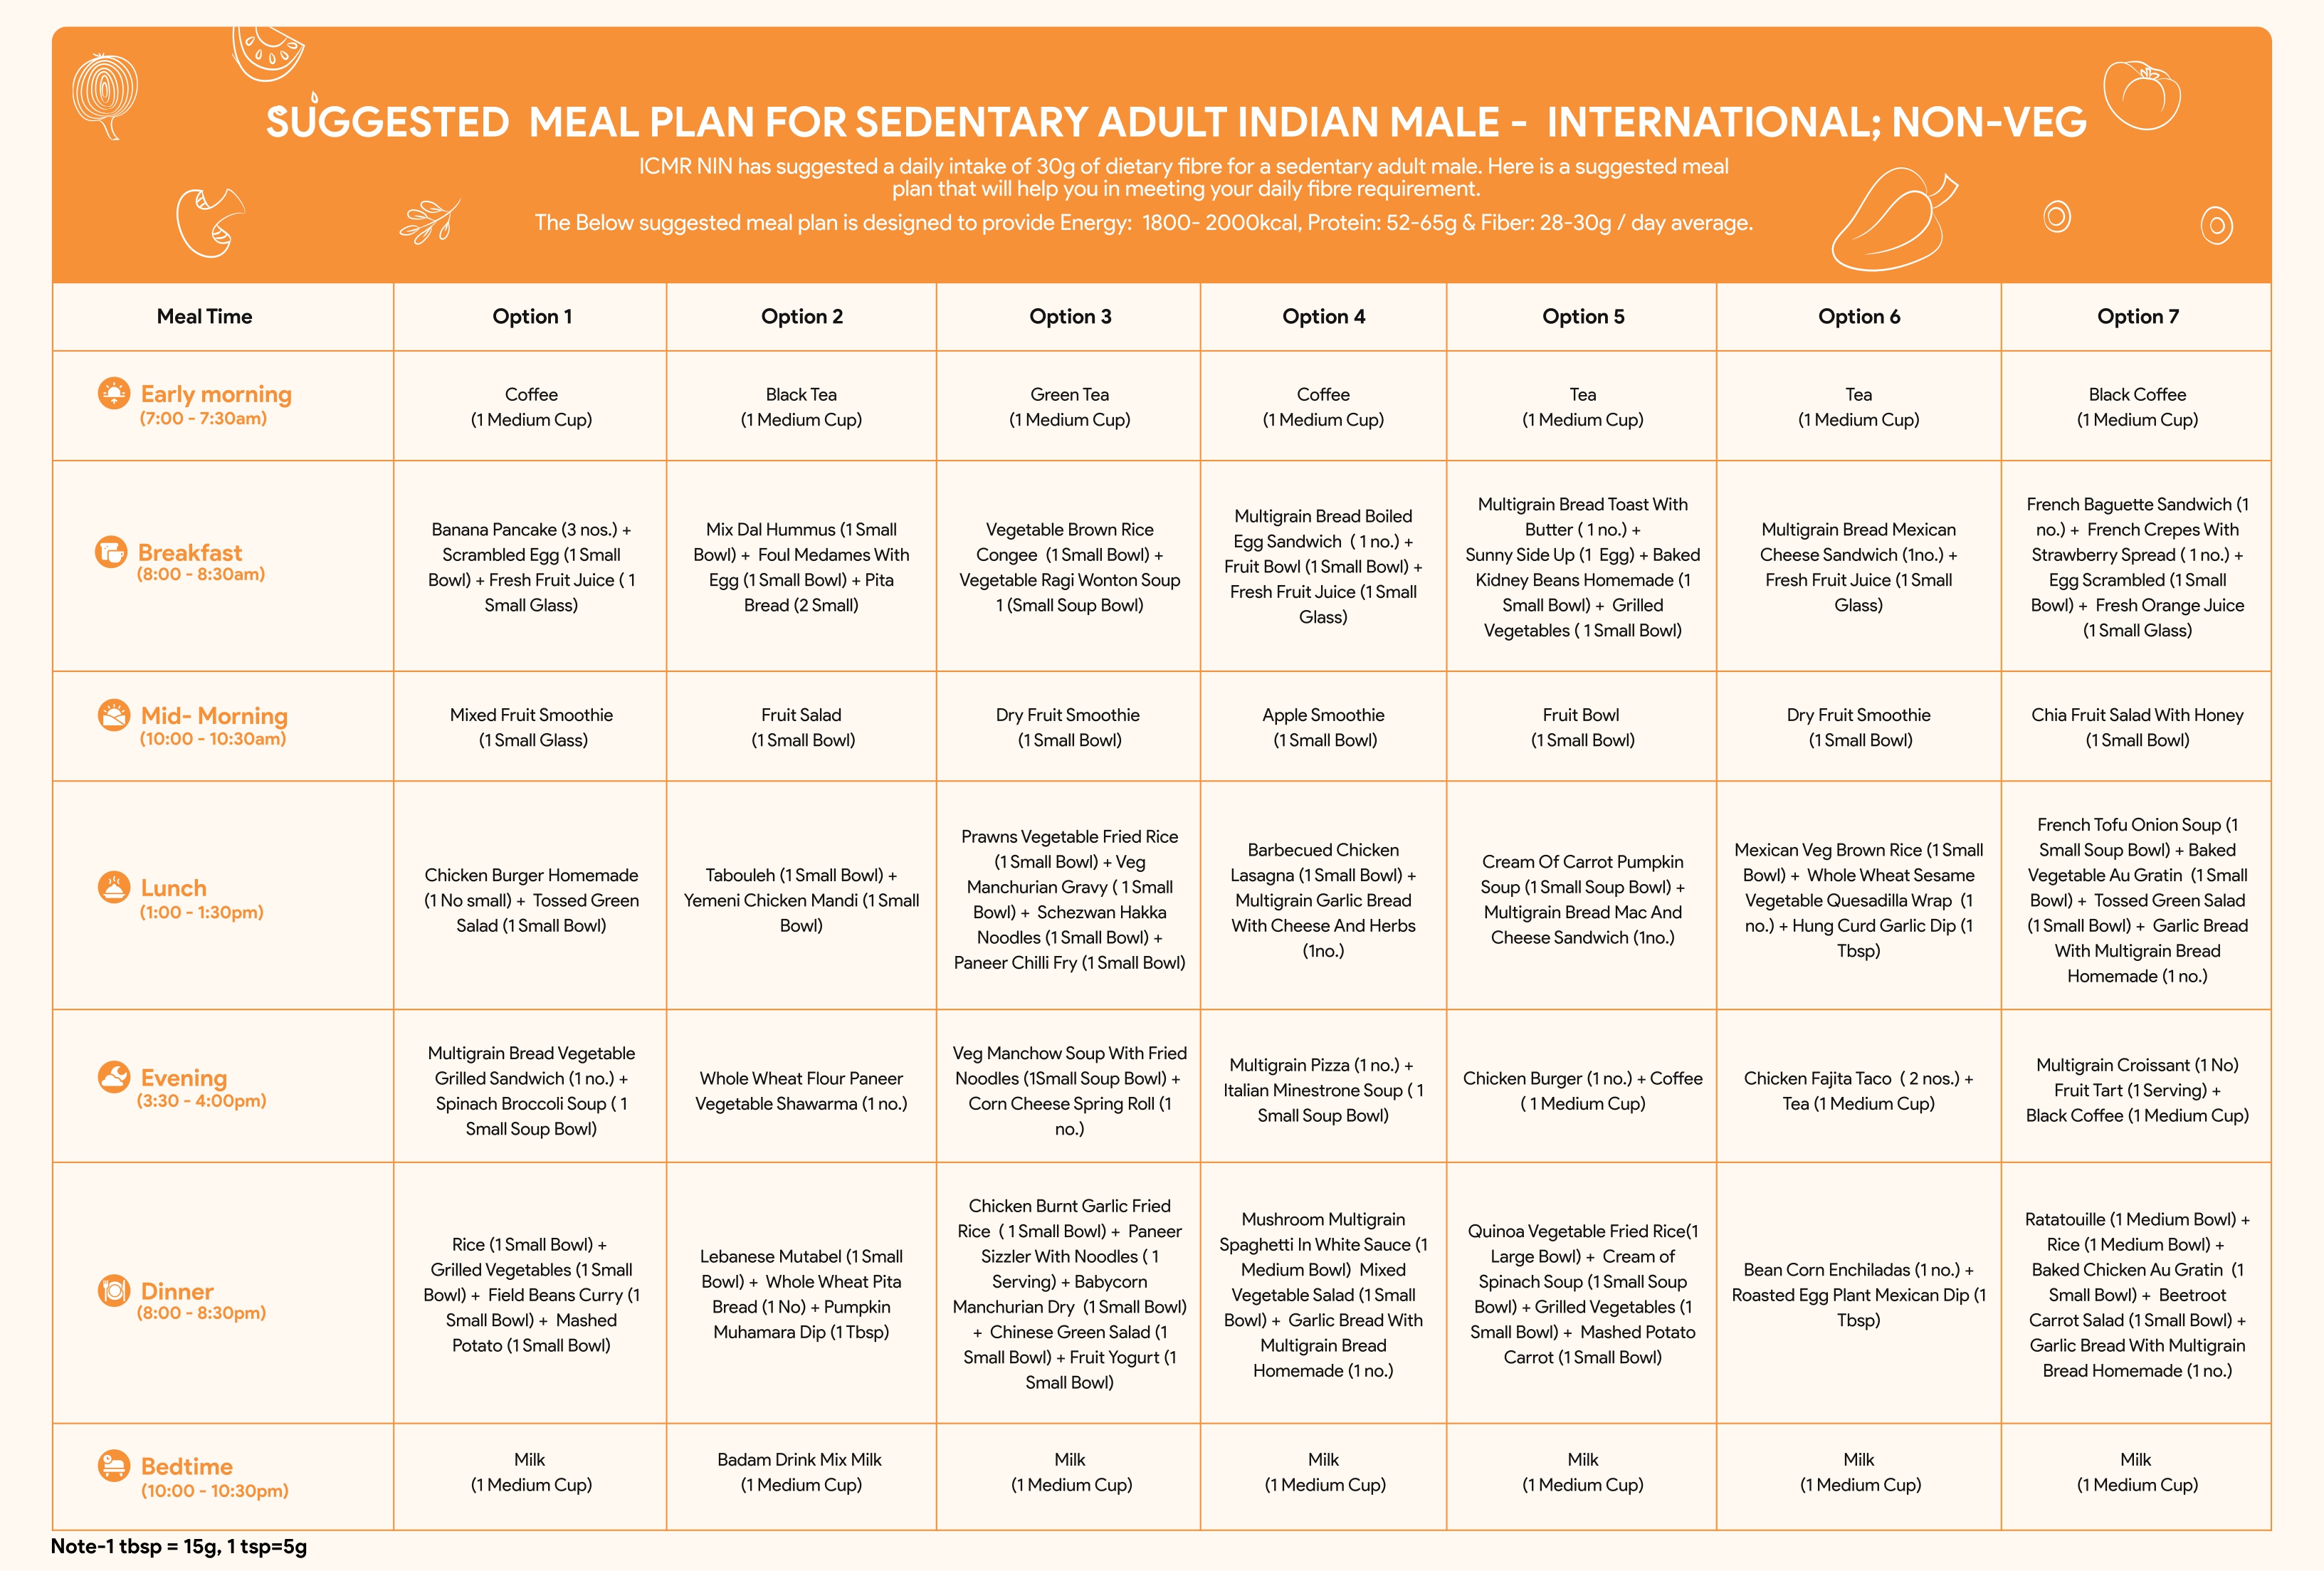 SUGGESTED MEAL PLAN FOR SEDENTARY ADULT INDIAN MALE - INTERNATIONAL; NON-VEG
ICMR NIN has suggested a daily intake of 30g of dietary fibre for a sedentary adult male. Here is a suggested meal
plan that will help you in meeting your daily fibre requirement.
The Below suggested meal plan is designed to provide Energy: 1800- 2000kcal, Protein: 52-65g & Fiber: 28-30g / day average.
Meal Time
Option 1
Option 2
Option 3
Option 4
Option 5
Option 6
Option 7
Early morning
(7:00 - 7:30am)
Coffee
(1 Medium Cup)
Black Tea
(1 Medium Cup)
Green Tea
(1 Medium Cup)
Coffee
(1 Medium Cup)
Tea
(1 Medium Cup)
Tea
(1 Medium Cup)
Black Coffee
(1 Medium Cup)
Breakfast
(8:00 - 8:30am)
Banana Pancake (3 nos.) +
Scrambled Egg (1 Small
Bowl) + Fresh Fruit Juice ( 1
Small Glass)
Mix Dal Hummus (1 Small
Bowl) + Foul Medames With
Egg (1 Small Bowl) + Pita
Bread (2 Small)
Vegetable Brown Rice
Congee (1 Small Bowl) +
Vegetable Ragi Wonton Soup
1 (Small Soup Bowl)
Multigrain Bread Boiled
Egg Sandwich ( 1 no.) +
Fruit Bowl (1 Small Bowl) +
Fresh Fruit Juice (1 Small
Glass)
Multigrain Bread Toast With
Butter ( 1 no.) +
Sunny Side Up (1 Egg) + Baked
Kidney Beans Homemade (1
Small Bowl) + Grilled
Vegetables ( 1 Small Bowl)
Multigrain Bread Mexican
Cheese Sandwich (1no.) +
Fresh Fruit Juice (1 Small
Glass)
French Baguette Sandwich (1
no.) + French Crepes With
Strawberry Spread ( 1 no.) +
Egg Scrambled (1 Small
Bowl) + Fresh Orange Juice
(1 Small Glass)
Mid- Morning
(10:00 - 10:30am)
Mixed Fruit Smoothie
(1 Small Glass)
Fruit Salad
(1 Small Bowl)
Dry Fruit Smoothie
(1 Small Bowl)
Apple Smoothie
(1 Small Bowl)
Fruit Bowl
(1 Small Bowl)
Dry Fruit Smoothie
(1 Small Bowl)
Chia Fruit Salad With Honey
(1 Small Bowl)
Lunch
(1:00 - 1:30pm)
Chicken Burger Homemade
(1 No small) + Tossed Green
Salad (1 Small Bowl)
Tabouleh (1 Small Bowl) +
Yemeni Chicken Mandi (1 Small
Bowl)
Prawns Vegetable Fried Rice
(1 Small Bowl) + Veg
Manchurian Gravy ( 1 Small
Bowl) + Schezwan Hakka
Noodles (1 Small Bowl) +
Paneer Chilli Fry (1 Small Bowl)
Barbecued Chicken
Lasagna (1 Small Bowl) +
Multigrain Garlic Bread
With Cheese And Herbs
(1no.)
Cream Of Carrot Pumpkin
Soup (1 Small Soup Bowl) +
Multigrain Bread Mac And
Cheese Sandwich (1no.)
Mexican Veg Brown Rice (1 Small
Bowl) + Whole Wheat Sesame
Vegetable Quesadilla Wrap (1
no.) + Hung Curd Garlic Dip (1
Tbsp)
French Tofu Onion Soup (1
Small Soup Bowl) + Baked
Vegetable Au Gratin (1 Small
Bowl) + Tossed Green Salad
(1 Small Bowl) + Garlic Bread
With Multigrain Bread
Homemade (1 no.)
Evening
(3:30 - 4:00pm)
Multigrain Bread Vegetable
Grilled Sandwich (1 no.) +
Spinach Broccoli Soup ( 1
Small Soup Bowl)
Whole Wheat Flour Paneer
Vegetable Shawarma (1 no.)
Veg Manchow Soup With Fried
Noodles (1Small Soup Bowl) +
Corn Cheese Spring Roll (1
no.)
Multigrain Pizza (1 no.) +
Italian Minestrone Soup ( 1
Small Soup Bowl)
Chicken Burger (1 no.) + Coffee
( 1 Medium Cup)
Chicken Fajita Taco ( 2 nos.) +
Tea (1 Medium Cup)
Multigrain Croissant (1 No)
Fruit Tart (1 Serving) +
Black Coffee (1 Medium Cup)
Dinner
(8:00 - 8:30pm)
Rice (1 Small Bowl) +
Grilled Vegetables (1 Small
Bowl) + Field Beans Curry (1
Small Bowl) + Mashed
Potato (1 Small Bowl)
Lebanese Mutabel (1 Small
Bowl) + Whole Wheat Pita
Bread (1 No) + Pumpkin
Muhamara Dip (1 Tbsp)
Chicken Burnt Garlic Fried
Rice ( 1 Small Bowl) + Paneer
Sizzler With Noodles ( 1
Serving) + Babycorn
Manchurian Dry (1 Small Bowl)
+ Chinese Green Salad (1
Small Bowl) + Fruit Yogurt (1
Small Bowl)
Mushroom Multigrain
Spaghetti In White Sauce (1
Medium Bowl) Mixed
Vegetable Salad (1 Small
Bowl) + Garlic Bread With
Multigrain Bread
Homemade (1 no.)
Quinoa Vegetable Fried Rice(1
Large Bowl) + Cream of
Spinach Soup (1 Small Soup
Bowl) + Grilled Vegetables (1
Small Bowl) + Mashed Potato
Carrot (1 Small Bowl)
Bean Corn Enchiladas (1 no.) +
Roasted Egg Plant Mexican Dip (1
Tbsp)
Ratatouille (1 Medium Bowl) +
Rice (1 Medium Bowl) +
Baked Chicken Au Gratin (1
Small Bowl) + Beetroot
Carrot Salad (1 Small Bowl) +
Garlic Bread With Multigrain
Bread Homemade (1 no.)
Bedtime
(10:00 - 10:30pm)
Milk
(1 Medium Cup)
Badam Drink Mix Milk
(1 Medium Cup)
Milk
(1 Medium Cup)
Milk
(1 Medium Cup)
Milk
(1 Medium Cup)
Milk
(1 Medium Cup)
Milk
(1 Medium Cup)
Note-1 tbsp = 15g, 1 tsp=5g